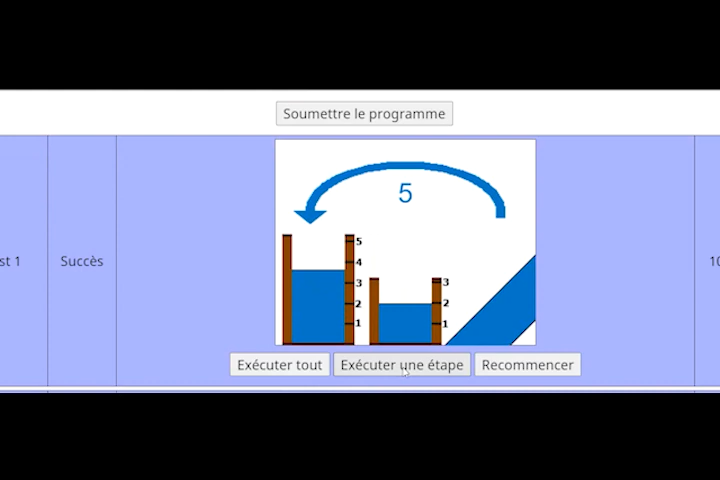 Soumettre le programme
5
5
4
3
2
1
3
2
1
st 1
Succès
10
Exécuter tout
Exécuter une étape
Recommencer